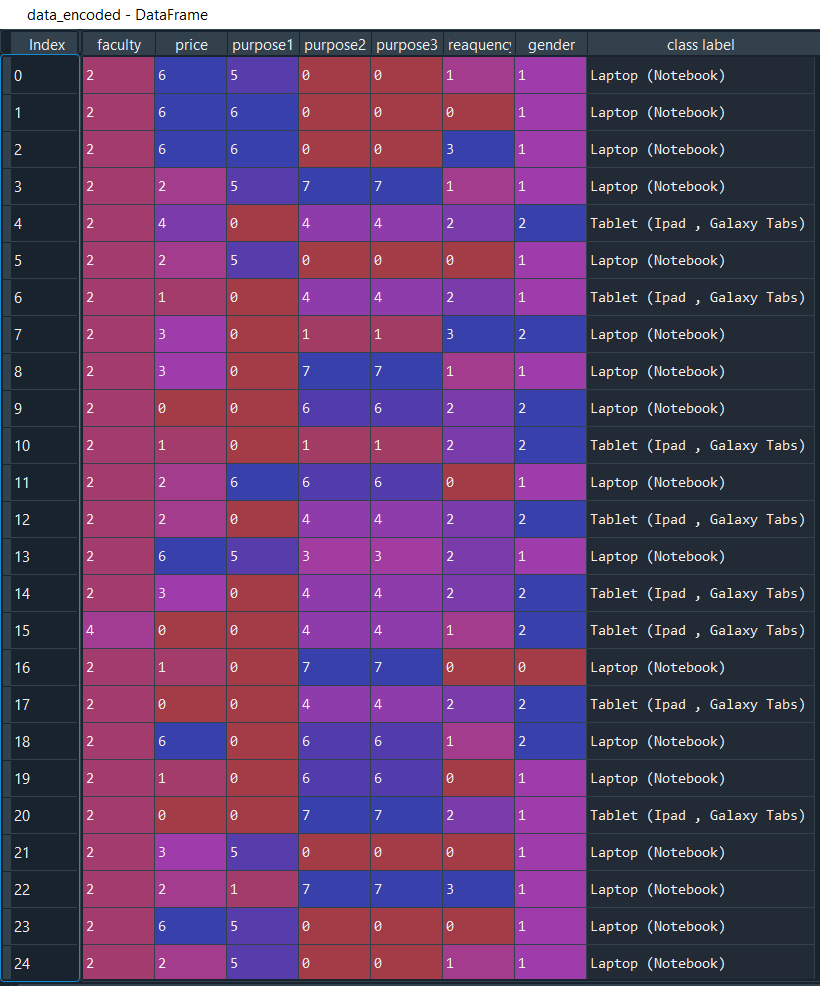 data_encoded - DataFrame
Index faculty price purpose1 purpose2 purpose3 reaquency gender class label
0 2 6 5 0 0 1 1 Laptop (Notebook)
1 2 6 6 0 0 0 1 Laptop (Notebook)
2 2 6 6 0 0 3 1 Laptop (Notebook)
3 2 2 5 7 7 1 1 Laptop (Notebook)
4 2 4 0 4 4 2 2 Tablet (Ipad , Galaxy Tabs)
5 2 2 5 0 0 0 1 Laptop (Notebook)
6 2 1 0 4 4 2 1 Tablet (Ipad , Galaxy Tabs)
7 2 3 0 1 1 3 2 Laptop (Notebook)
8 2 3 0 7 7 1 1 Laptop (Notebook)
9 2 0 0 6 6 2 2 Laptop (Notebook)
10 2 1 0 1 1 2 2 Tablet (Ipad , Galaxy Tabs)
11 2 2 6 6 6 0 1 Laptop (Notebook)
12 2 2 0 4 4 2 2 Tablet (Ipad , Galaxy Tabs)
13 2 6 5 3 3 2 1 Laptop (Notebook)
14 2 3 0 4 4 2 2 Tablet (Ipad , Galaxy Tabs)
15 4 0 0 4 4 1 2 Tablet (Ipad , Galaxy Tabs)
16 2 1 0 7 7 0 0 Laptop (Notebook)
17 2 0 0 4 4 2 2 Tablet (Ipad , Galaxy Tabs)
18 2 6 0 6 6 1 2 Laptop (Notebook)
19 2 1 0 6 6 0 1 Laptop (Notebook)
20 2 0 0 7 7 2 1 Tablet (Ipad , Galaxy Tabs)
21 2 3 5 0 0 0 1 Laptop (Notebook)
22 2 2 1 7 7 3 1 Laptop (Notebook)
23 2 6 5 0 0 0 1 Laptop (Notebook)
24 2 2 5 0 0 1 1 Laptop (Notebook)